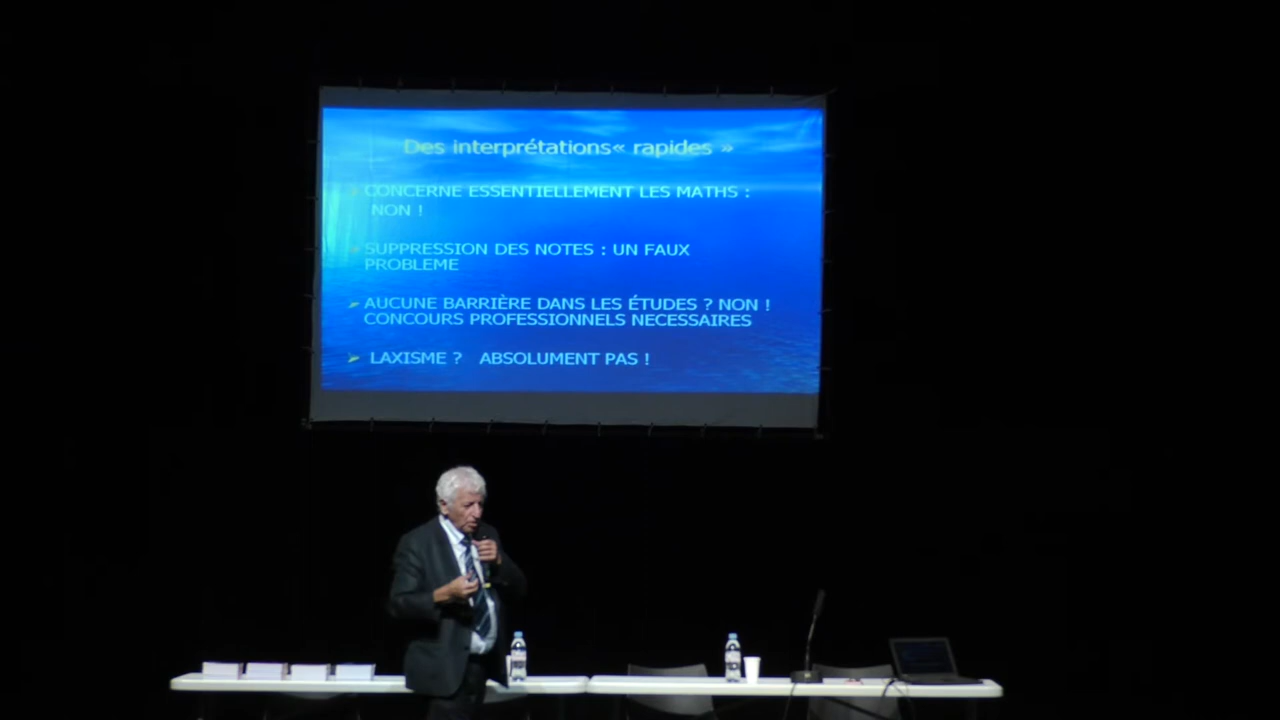 Des interprétations« rapides »
CONCERNE ESSENTIELLEMENT LES MATHS :
NON !
SUPPRESSION DES NOTES : UN FAUX
PROBLEME
AUCUNE BARRIÈRE DANS LES ÉTUDES ? NON !
CONCOURS PROFESSIONNELS NECESSAIRES
LAXISME ? ABSOLUMENT PAS !